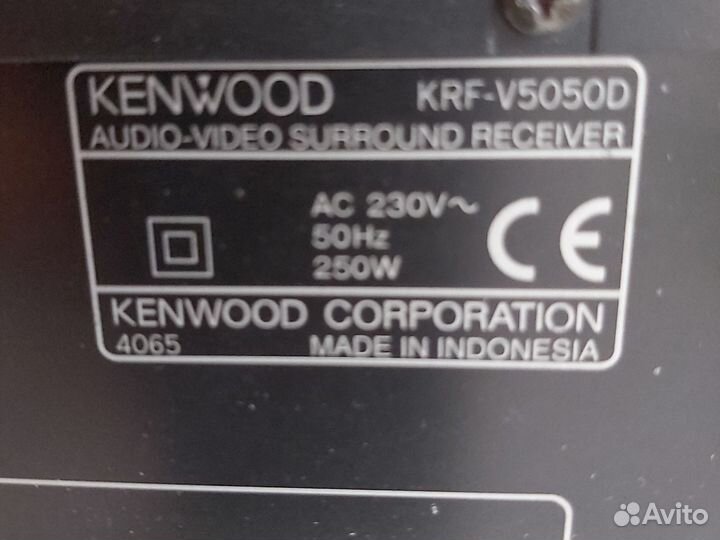 KENWOOD KRF-V5050D
AUDIO-VIDEO SURROUND RECEIVER
AC 230V~
50Hz
250W
CE
KENWOOD CORPORATION
4065 MADE IN INDONESIA
Avito